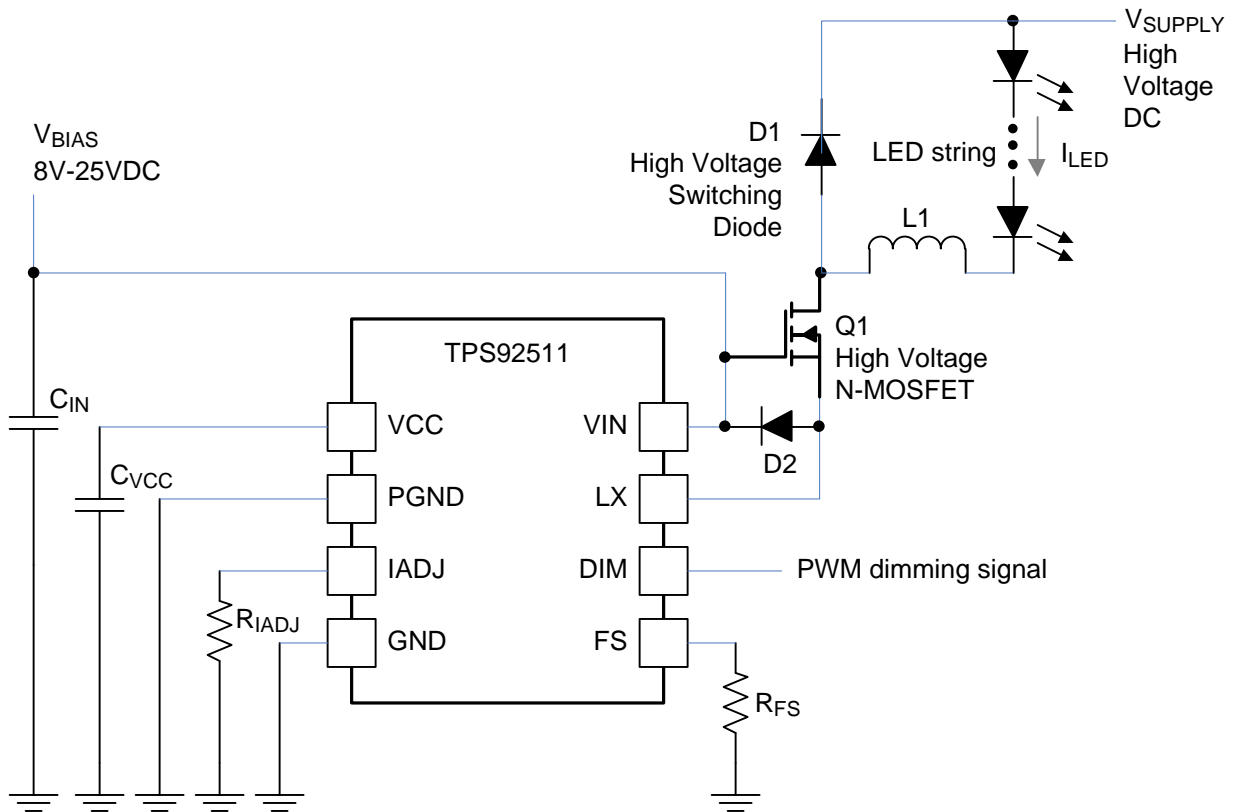 VSUPPLY
High
Voltage
DC
VBIAS
8V-25VDC
D1
High Voltage
Switching
Diode
LED string
ILED
L1
Q1
High Voltage
N-MOSFET
TPS92511
CIN
CVCC
VCC
VIN
D2
PGND
LX
IADJ
DIM
PWM dimming signal
RIADJ
GND
FS
RFS